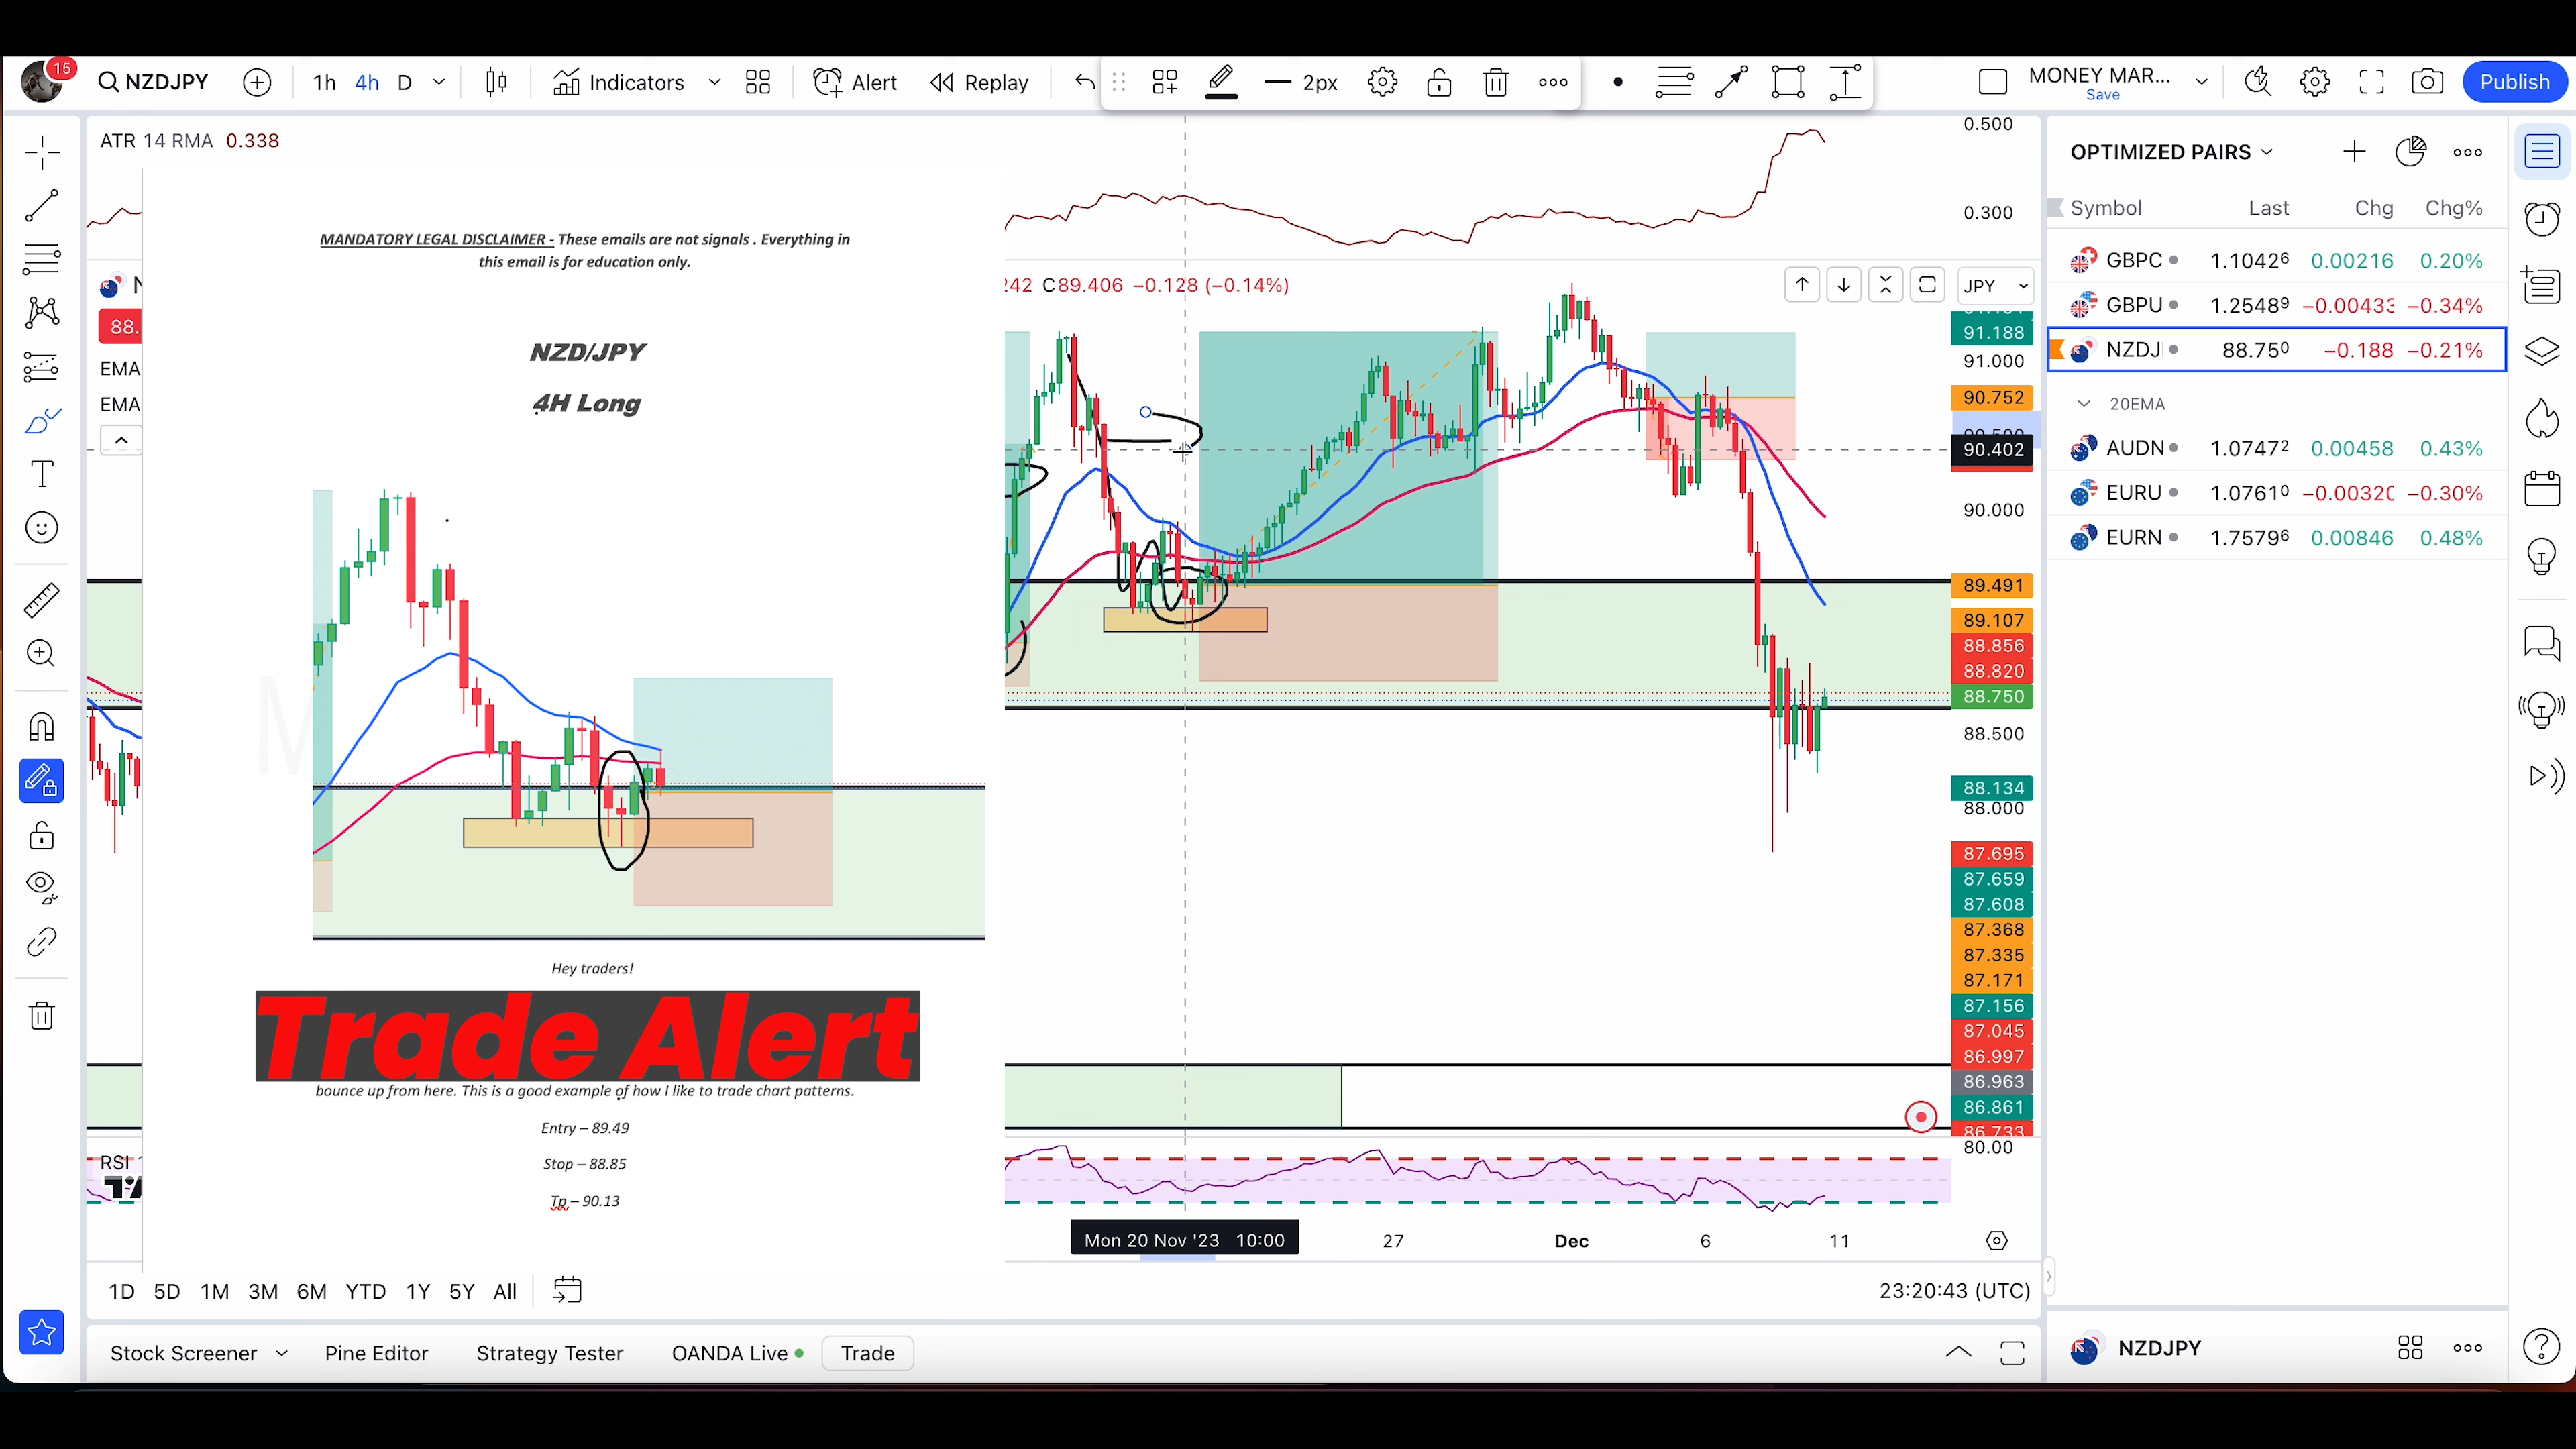 15
NZDJPY
1h 4h D
Indicators
Alert
Replay
2px
MONEY MAR...
Save
Publish
ATR 14 RMA 0.338
MANDATORY LEGAL DISCLAIMER - These emails are not signals . Everything in
this email is for education only.
NZD/JPY
4H Long
88.
EMA
EMA
Hey traders!
Trade Alert
bounce up from here. This is a good example of how I like to trade chart patterns.
Entry – 89.49
Stop – 88.85
Tp – 90.13
RSI
242 C89.406 −0.128 (−0.14%)
JPY
0.500
0.300
91.188
91.000
90.752
90.402
90.000
89.491
89.107
88.856
88.820
88.750
88.500
88.134
88.000
87.695
87.659
87.608
87.368
87.335
87.171
87.156
87.045
86.997
86.963
86.861
86.733
80.00
Mon 20 Nov '23 10:00
27
Dec
6
11
1D 5D 1M 3M 6M YTD 1Y 5Y All
23:20:43 (UTC)
Stock Screener
Pine Editor
Strategy Tester
OANDA Live
Trade
OPTIMIZED PAIRS
Symbol Last Chg Chg%
GBPC 1.10426 0.00216 0.20%
GBPU 1.25489 −0.00433 −0.34%
NZDJ 88.750 −0.188 −0.21%
20EMA
AUDN 1.07472 0.00458 0.43%
EURU 1.07610 −0.00320 −0.30%
EURN 1.75796 0.00846 0.48%
NZDJPY